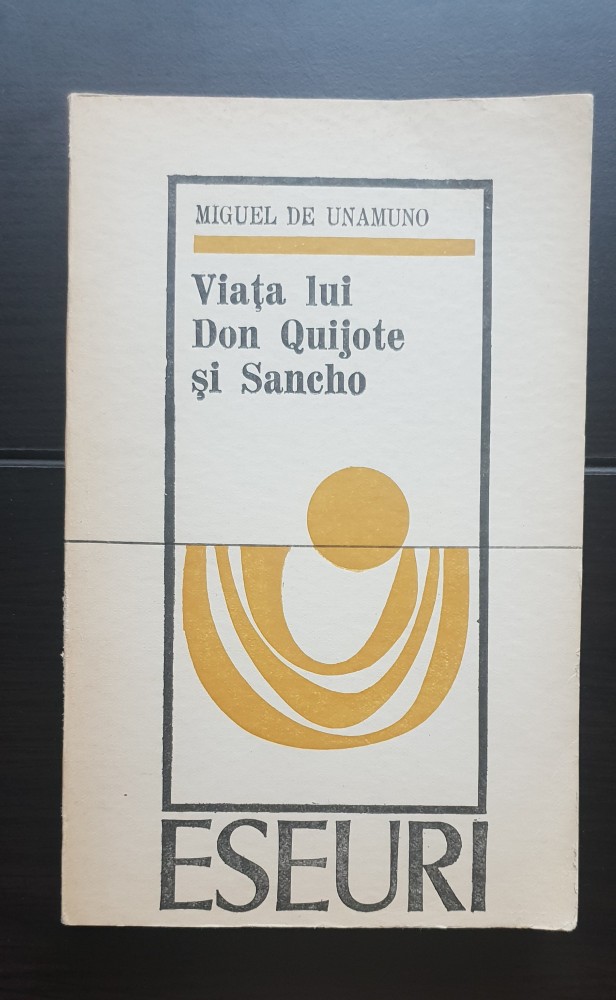 MIGUEL DE UNAMUNO
Viaţa lui
Don Quijote
şi Sancho
ESEURI